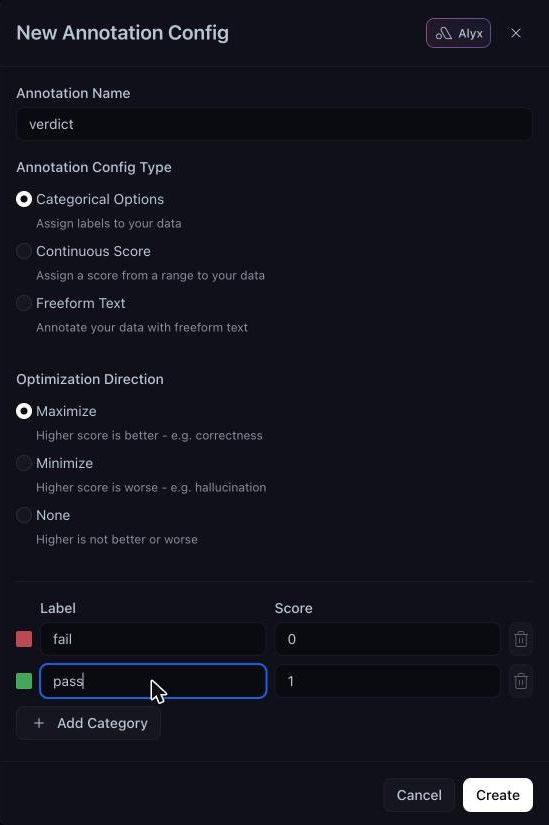 New Annotation Config
Alyx
Annotation Name
verdict
Annotation Config Type
Categorical Options
Assign labels to your data
Continuous Score
Assign a score from a range to your data
Freeform Text
Annotate your data with freeform text
Optimization Direction
Maximize
Higher score is better - e.g. correctness
Minimize
Higher score is worse - e.g. hallucination
None
Higher is not better or worse
Label Score
fail 0
pass 1
+ Add Category
Cancel Create